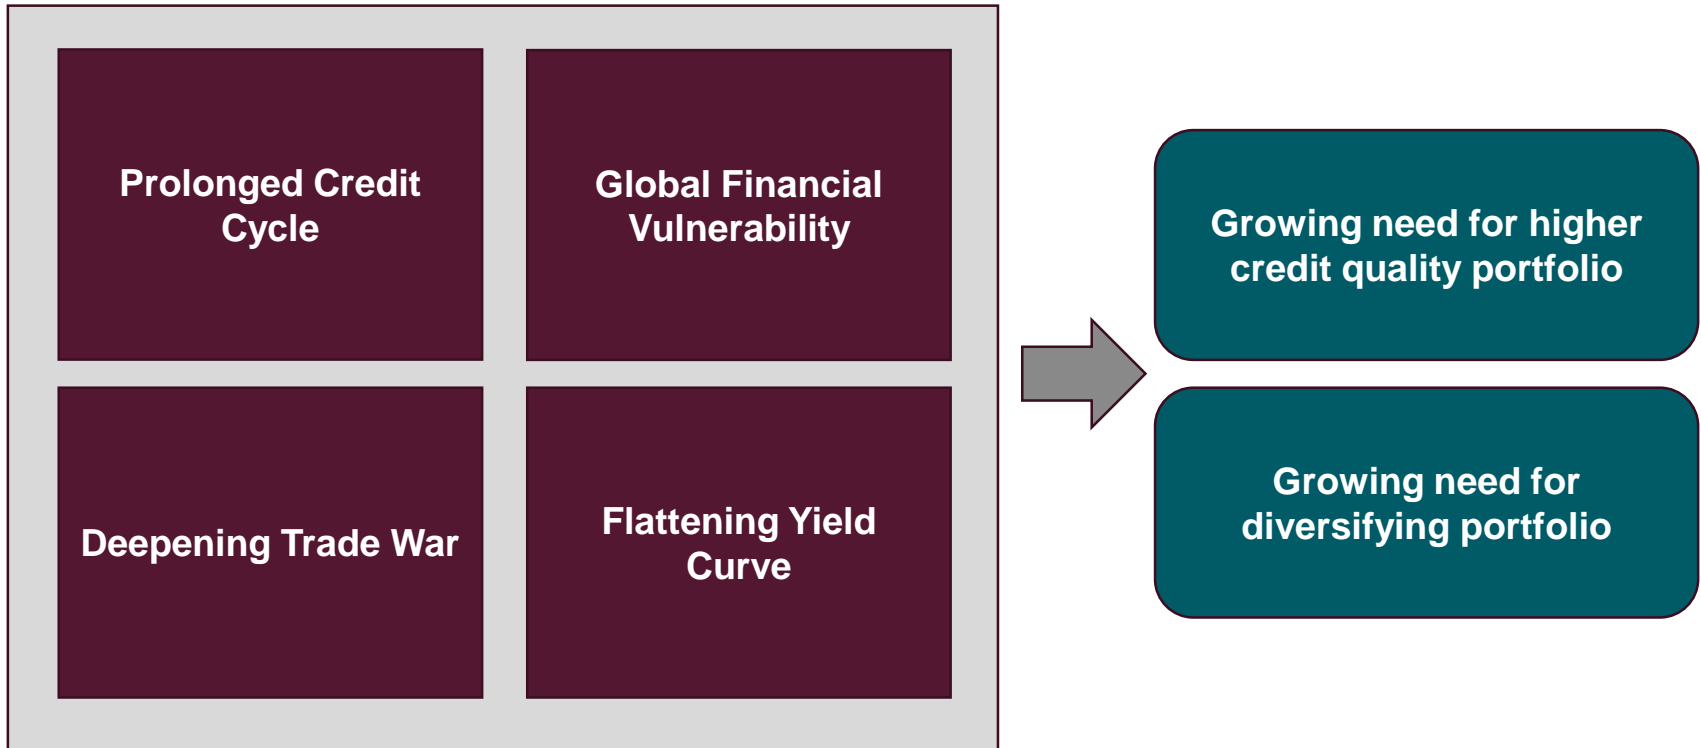 Prolonged Credit
Cycle
Global Financial
Vulnerability
Deepening Trade War
Flattening Yield
Curve
Growing need for higher
credit quality portfolio
Growing need for
diversifying portfolio